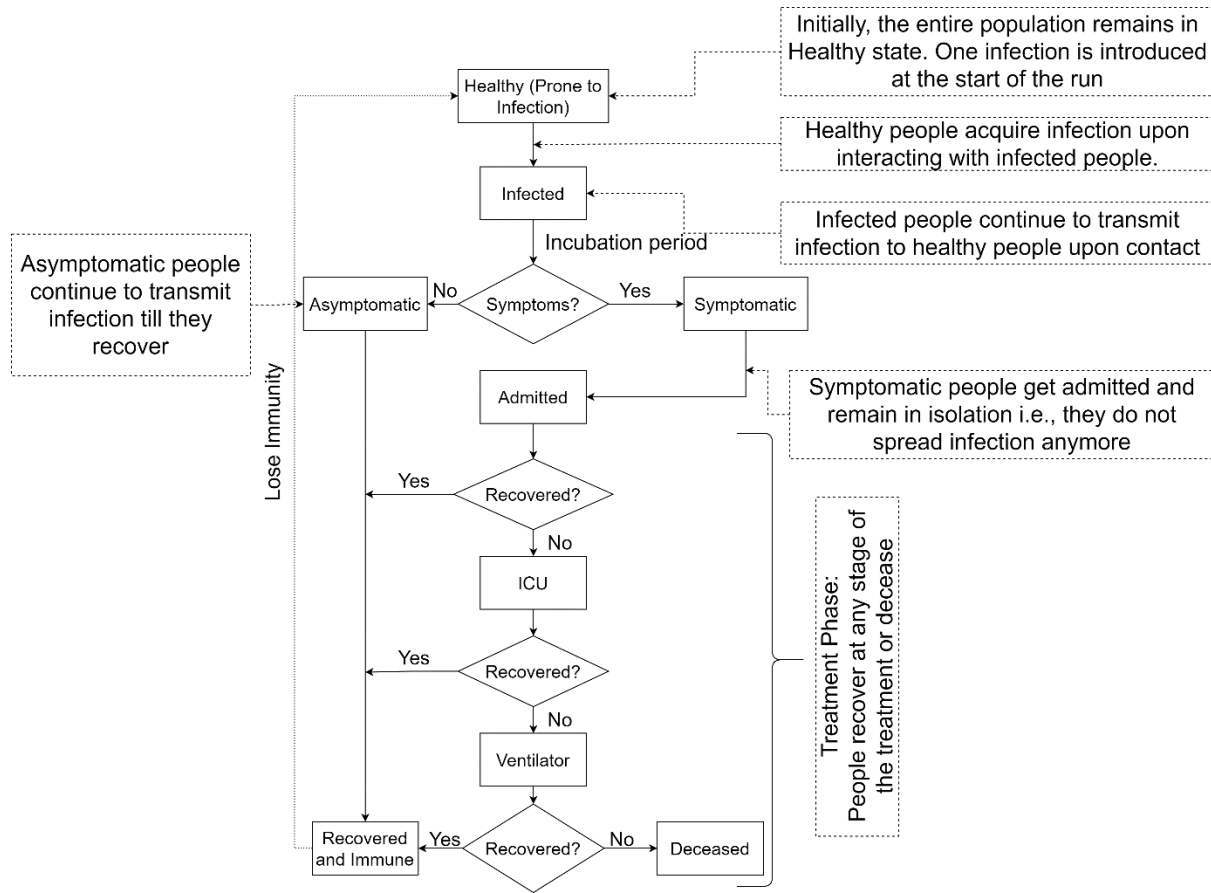 Initially, the entire population remains in
Healthy state. One infection is introduced
at the start of the run
Healthy (Prone to
Infection)
Healthy people acquire infection upon
interacting with infected people.
Infected
Infected people continue to transmit
infection to healthy people upon contact
Incubation period
Asymptomatic people
continue to transmit
infection till they
recover
Asymptomatic
No
Symptoms?
Yes
Symptomatic
Symptomatic people get admitted and
remain in isolation i.e., they do not
spread infection anymore
Admitted
Lose Immunity
Yes
Recovered?
No
ICU
Treatment Phase:
People recover at any stage of
the treatment or decease
Yes
Recovered?
No
Ventilator
Recovered
and Immune
Yes
Recovered?
No
Deceased